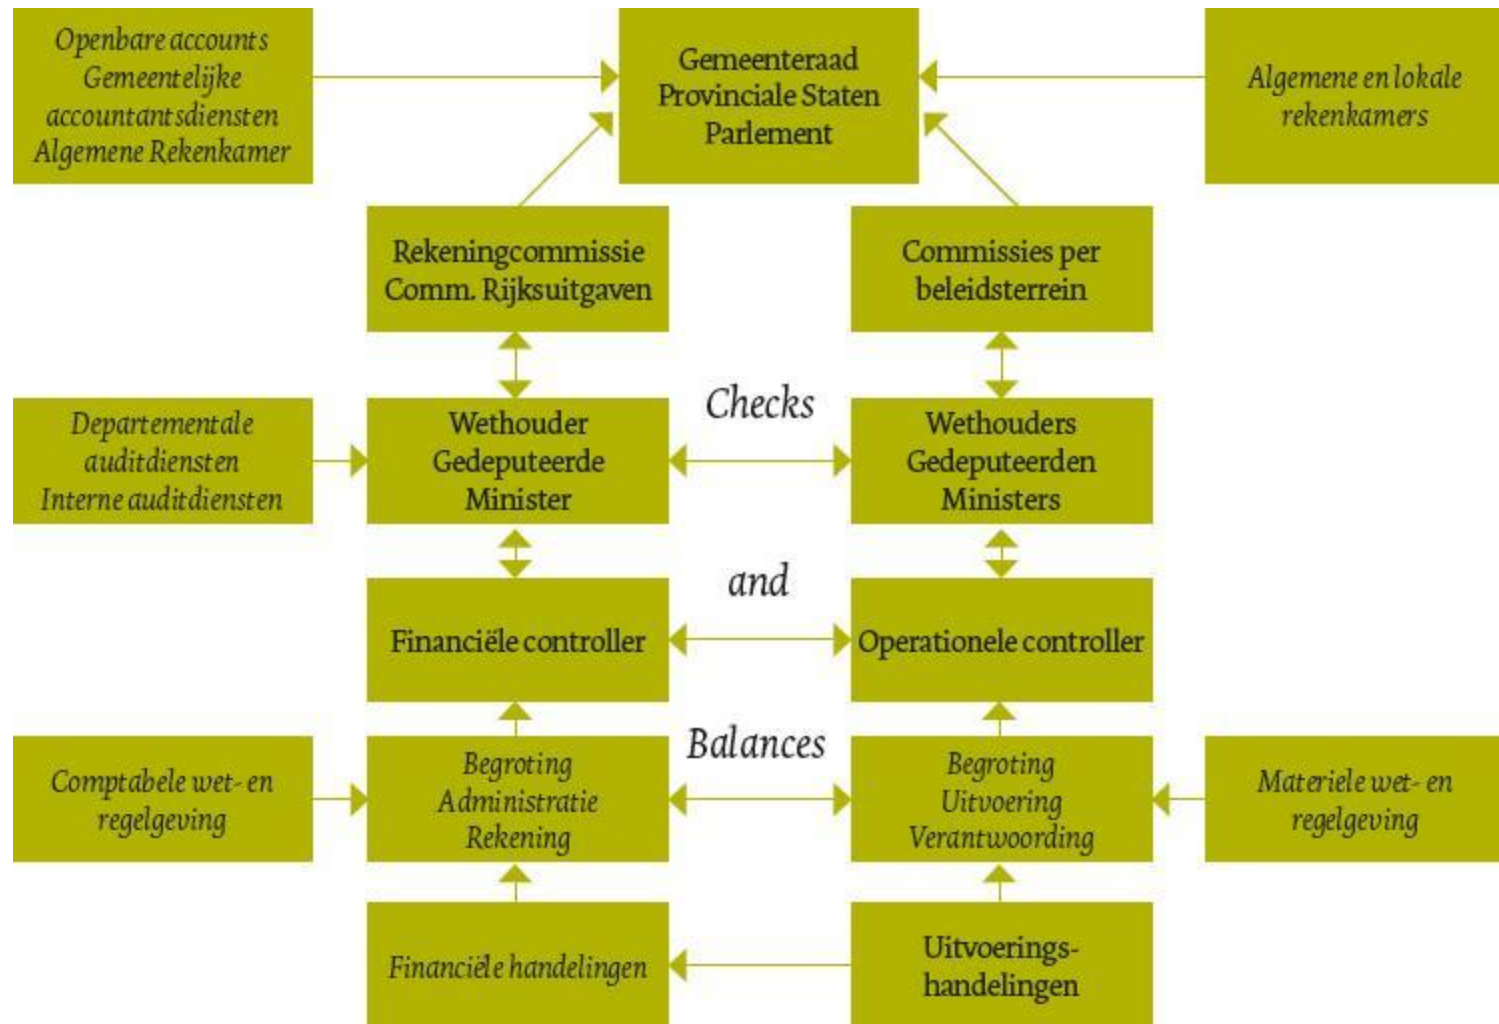 Openbare accounts
Gemeentelijke
accountantsdiensten
Algemene Rekenkamer
Gemeenteraad
Provinciale Staten
Parlement
Algemene en lokale
rekenkamers
Rekeningcommissie
Comm. Rijksuitgaven
Commissies per
beleidsterrein
Departementale
auditdiensten
Interne auditdiensten
Wethouder
Gedeputeerde
Minister
Checks
Wethouders
Gedeputeerden
Ministers
and
Financiële controller
Operationele controller
Balances
Comptabele wet- en
regelgeving
Begroting
Administratie
Rekening
Begroting
Uitvoering
Verantwoording
Materiele wet- en
regelgeving
Financiële handelingen
Uitvoerings-
handelingen